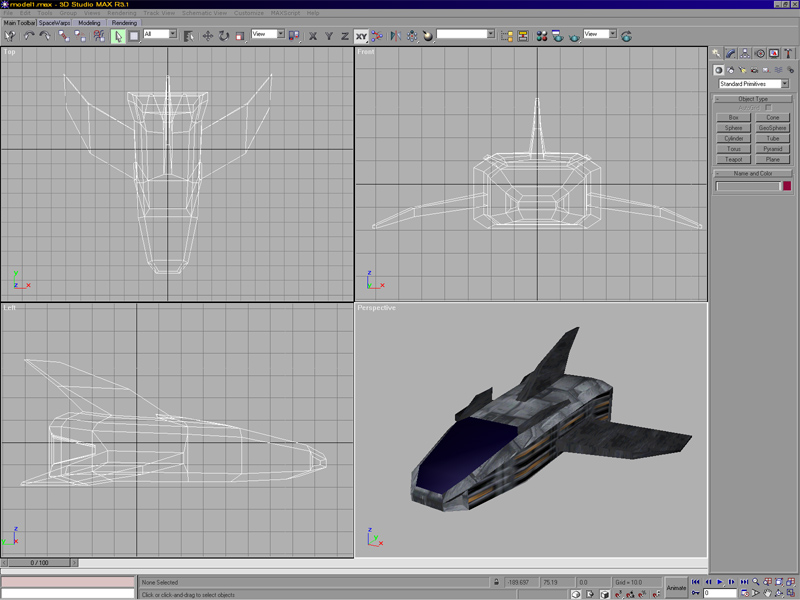 model1.max - 3D Studio MAX R3.1
File Edit Tools Group Views Rendering Track View Schematic View Customize MAXScript Help
Main Toolbar SpaceWarps Modeling Rendering
All View X Y Z XY View
Top
Front
Left
Perspective
Standard Primitives
- Object Type
AutoGrid
Box Cone
Sphere GeoSphere
Cylinder Tube
Torus Pyramid
Teapot Plane
- Name and Color
z x
z x
z
z x
0 / 100
None Selected -189.697 75.19 0.0 Grid = 10.0
Animate
0
Click or click-and-drag to select objects